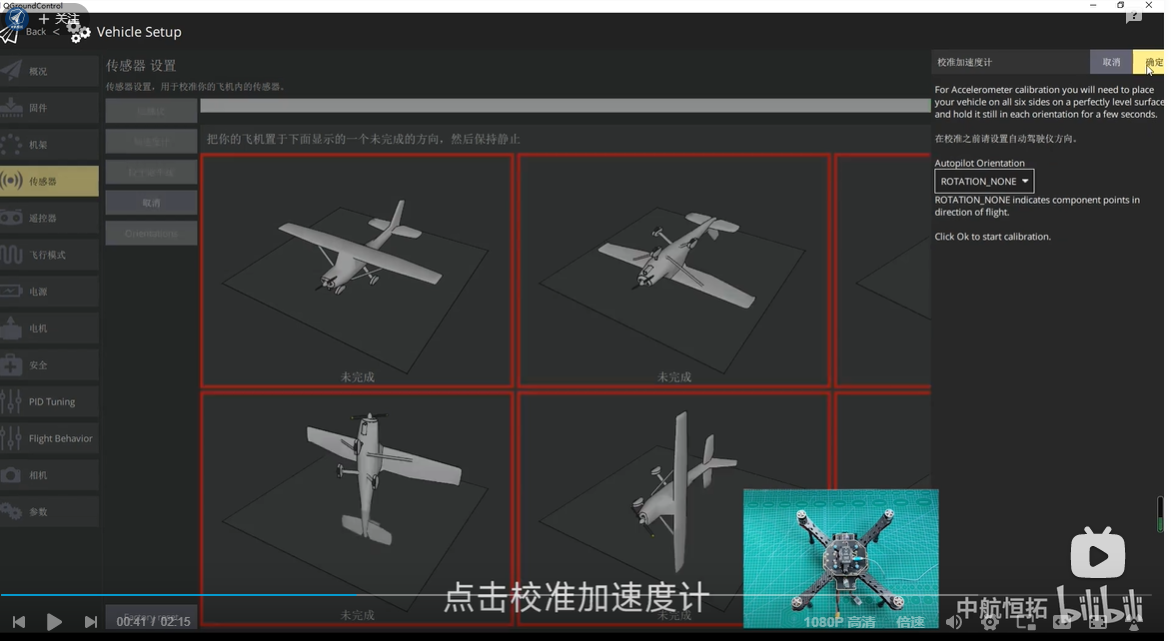 QGroundControl
+ 关注
Back < Vehicle Setup
概况
固件
机架
传感器
遥控器
飞行模式
电源
电机
安全
PID Tuning
Flight Behavior
相机
参数
传感器 设置
传感器设置，用于校准你的飞机内的传感器。
取消
Orientations
把你的飞机置于下面显示的一个未完成的方向，然后保持静止
未完成
未完成
未完成
未完成
校准加速度计
取消
确定
For Accelerometer calibration you will need to place
your vehicle on all six sides on a perfectly level surface
and hold it still in each orientation for a few seconds.
在校准之前请设置自动驾驶仪方向。
Autopilot Orientation
ROTATION_NONE
ROTATION_NONE indicates component points in
direction of flight.
Click Ok to start calibration.
点击校准加速度计
中航恒拓
bilibili
00:41 / 02:15
1080P 高清
倍速